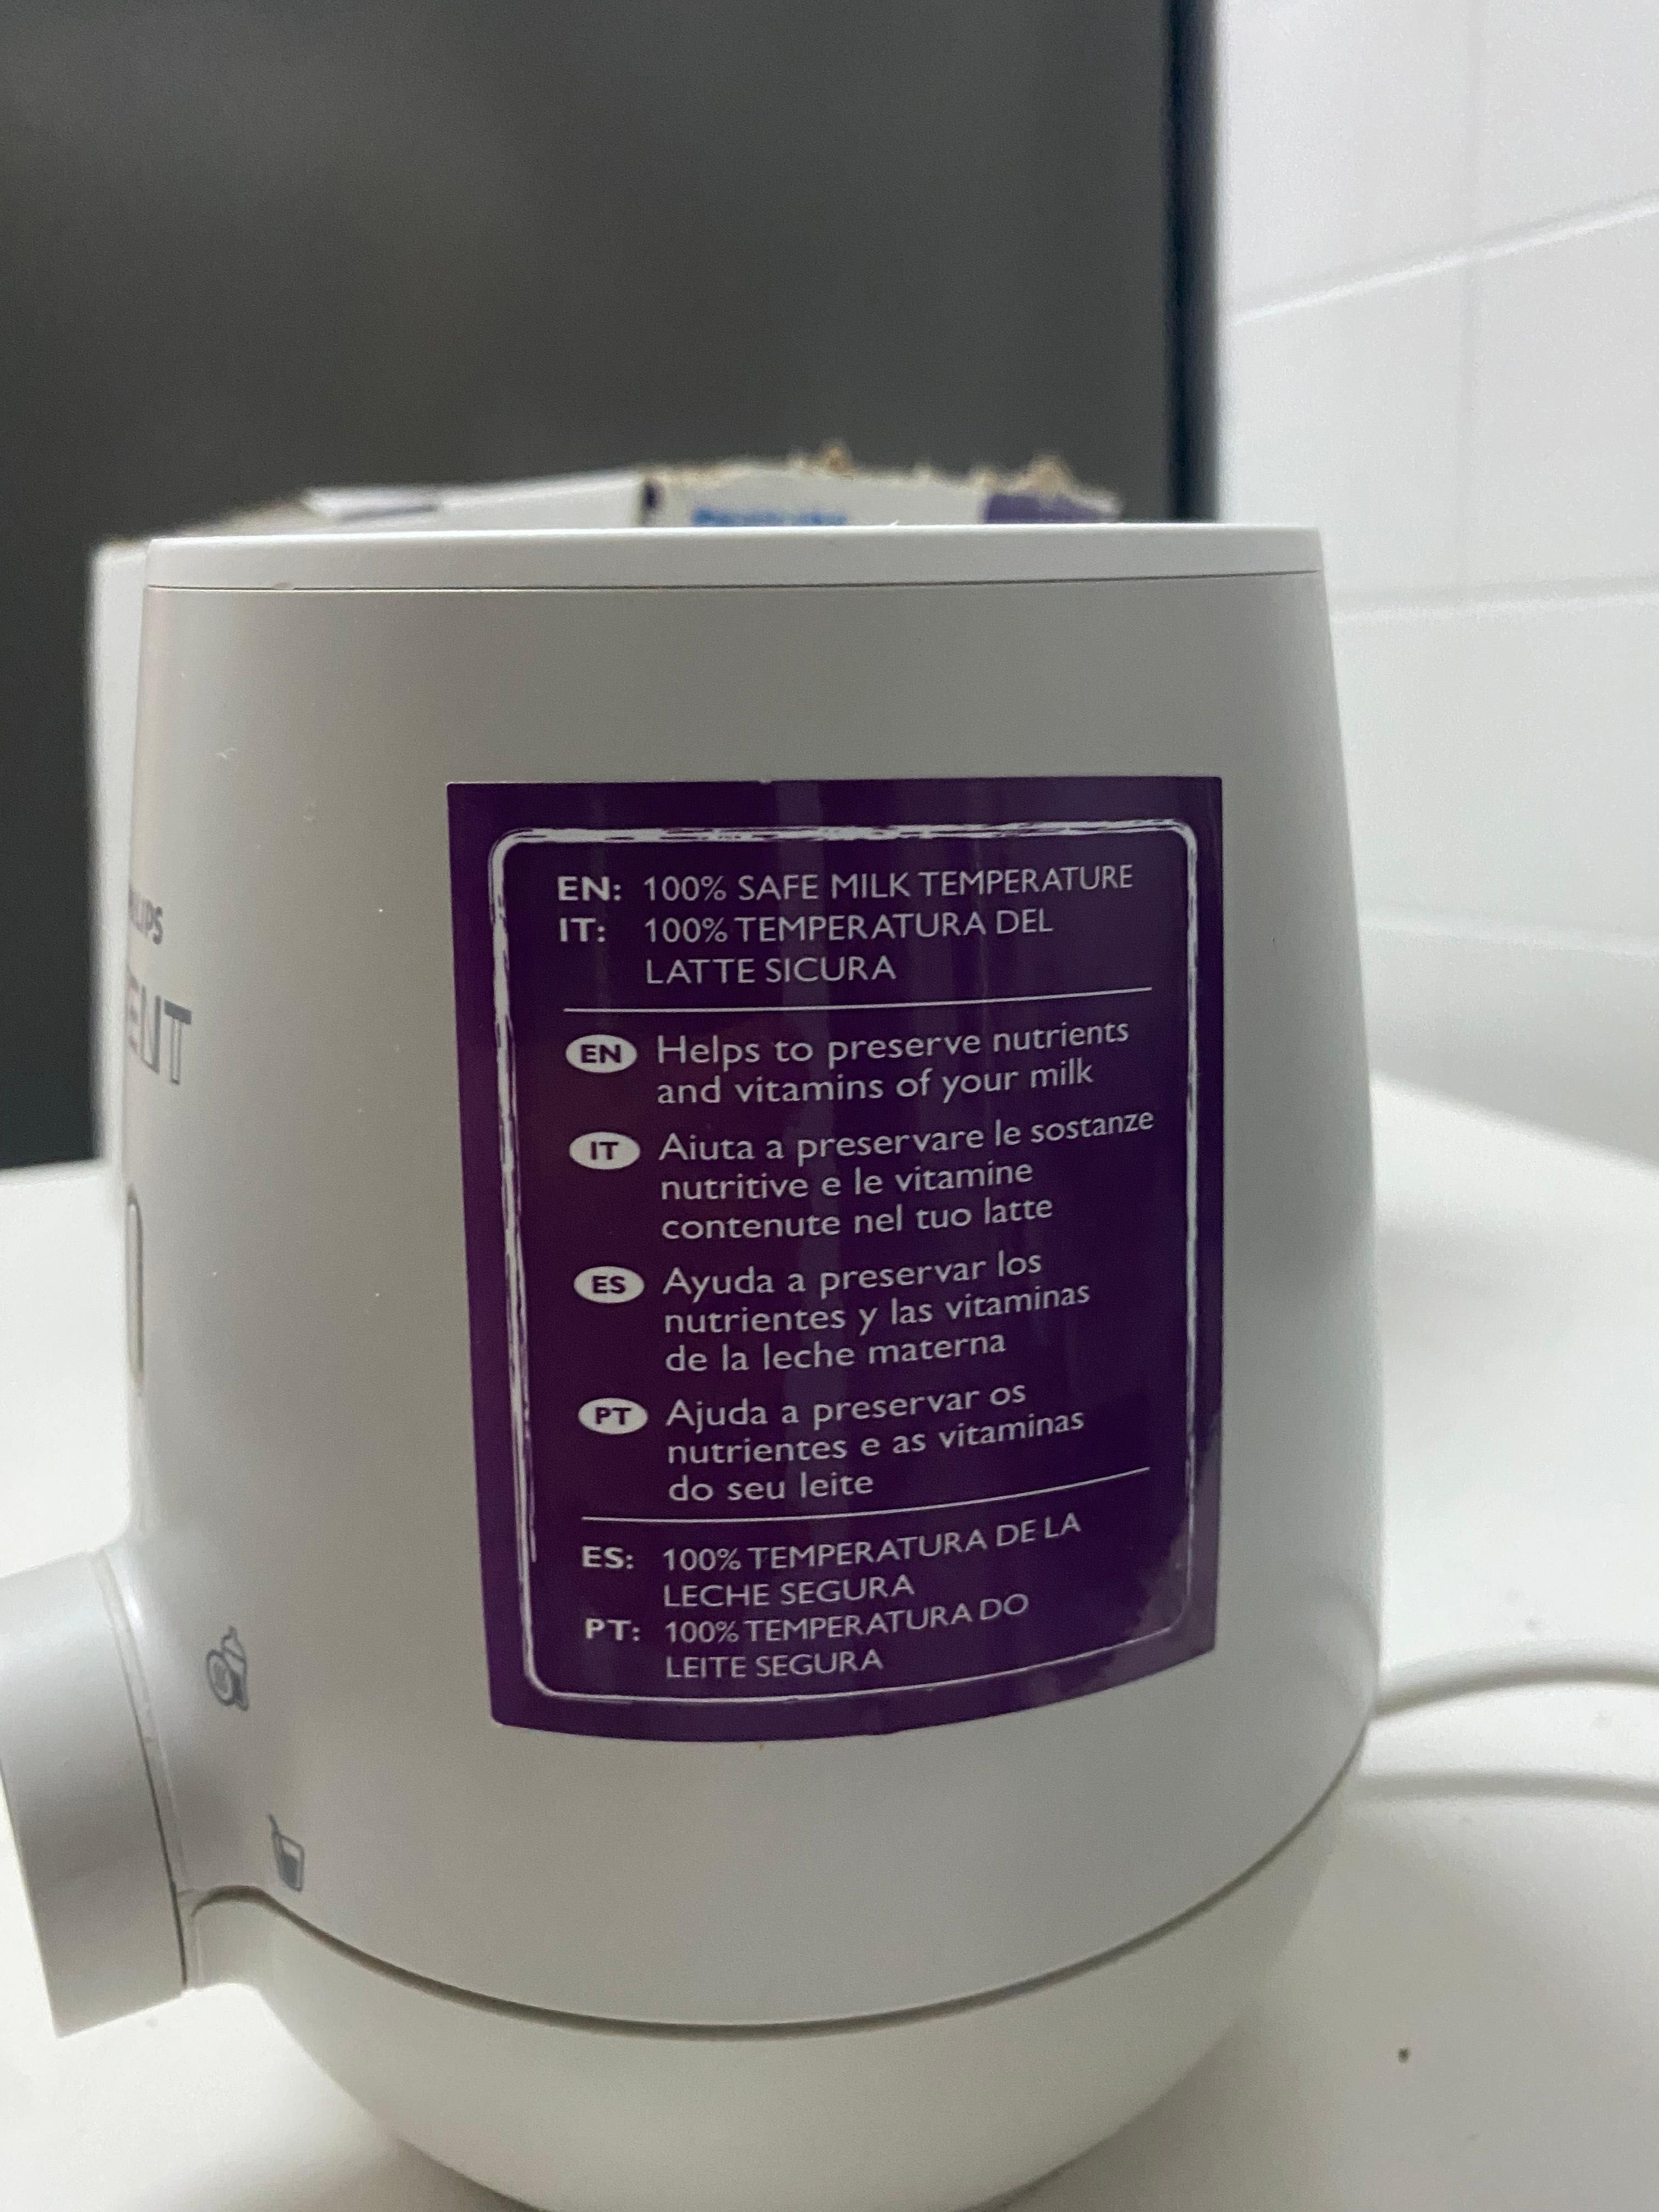 EN: 100% SAFE MILK TEMPERATURE
IT: 100% TEMPERATURA DEL
LATTE SICURA
EN Helps to preserve nutrients
and vitamins of your milk
IT Aiuta a preservare le sostanze
nutritive e le vitamine
contenute nel tuo latte
ES Ayuda a preservar los
nutrientes y las vitaminas
de la leche materna
PT Ajuda a preservar os
nutrientes e as vitaminas
do seu leite
ES: 100% TEMPERATURA DE LA
LECHE SEGURA
PT: 100% TEMPERATURA DO
LEITE SEGURA